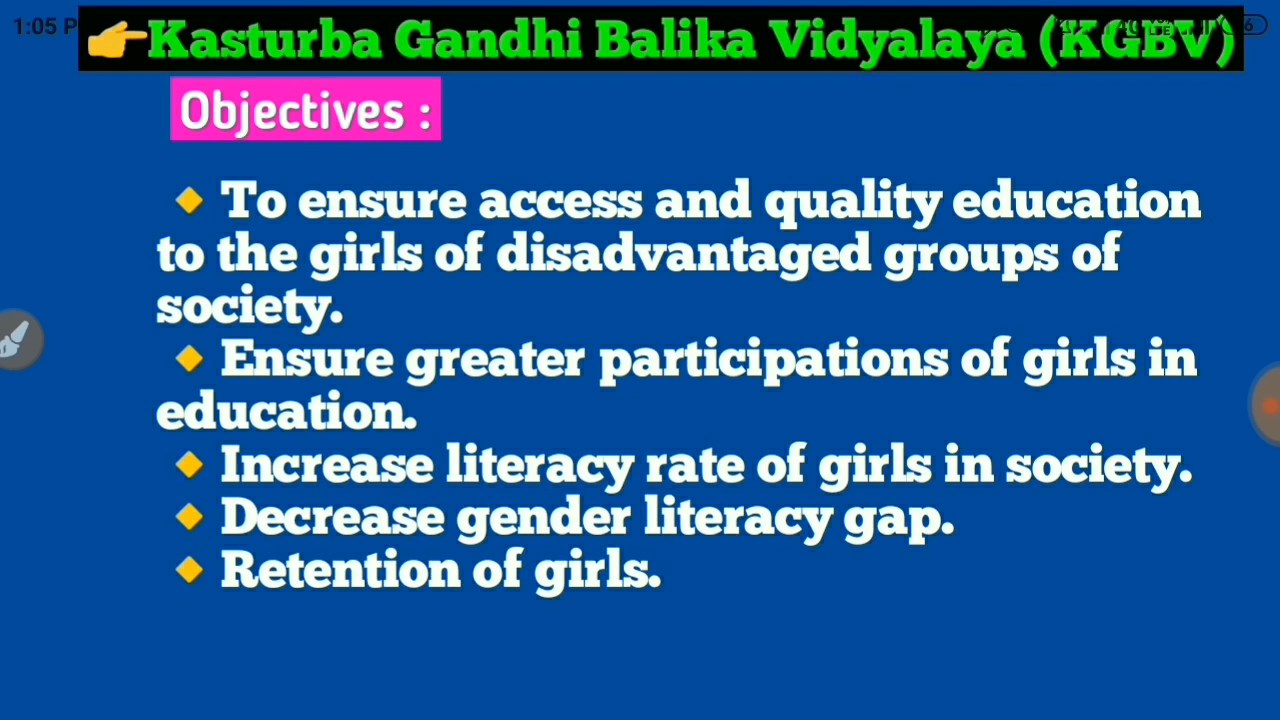 1:05 P
👉Kasturba Gandhi Balika Vidyalaya (KGBV)
Objectives :
🔸 To ensure access and quality education
to the girls of disadvantaged groups of
society.
🔸 Ensure greater participations of girls in
education.
🔸 Increase literacy rate of girls in society.
🔸 Decrease gender literacy gap.
🔸 Retention of girls.